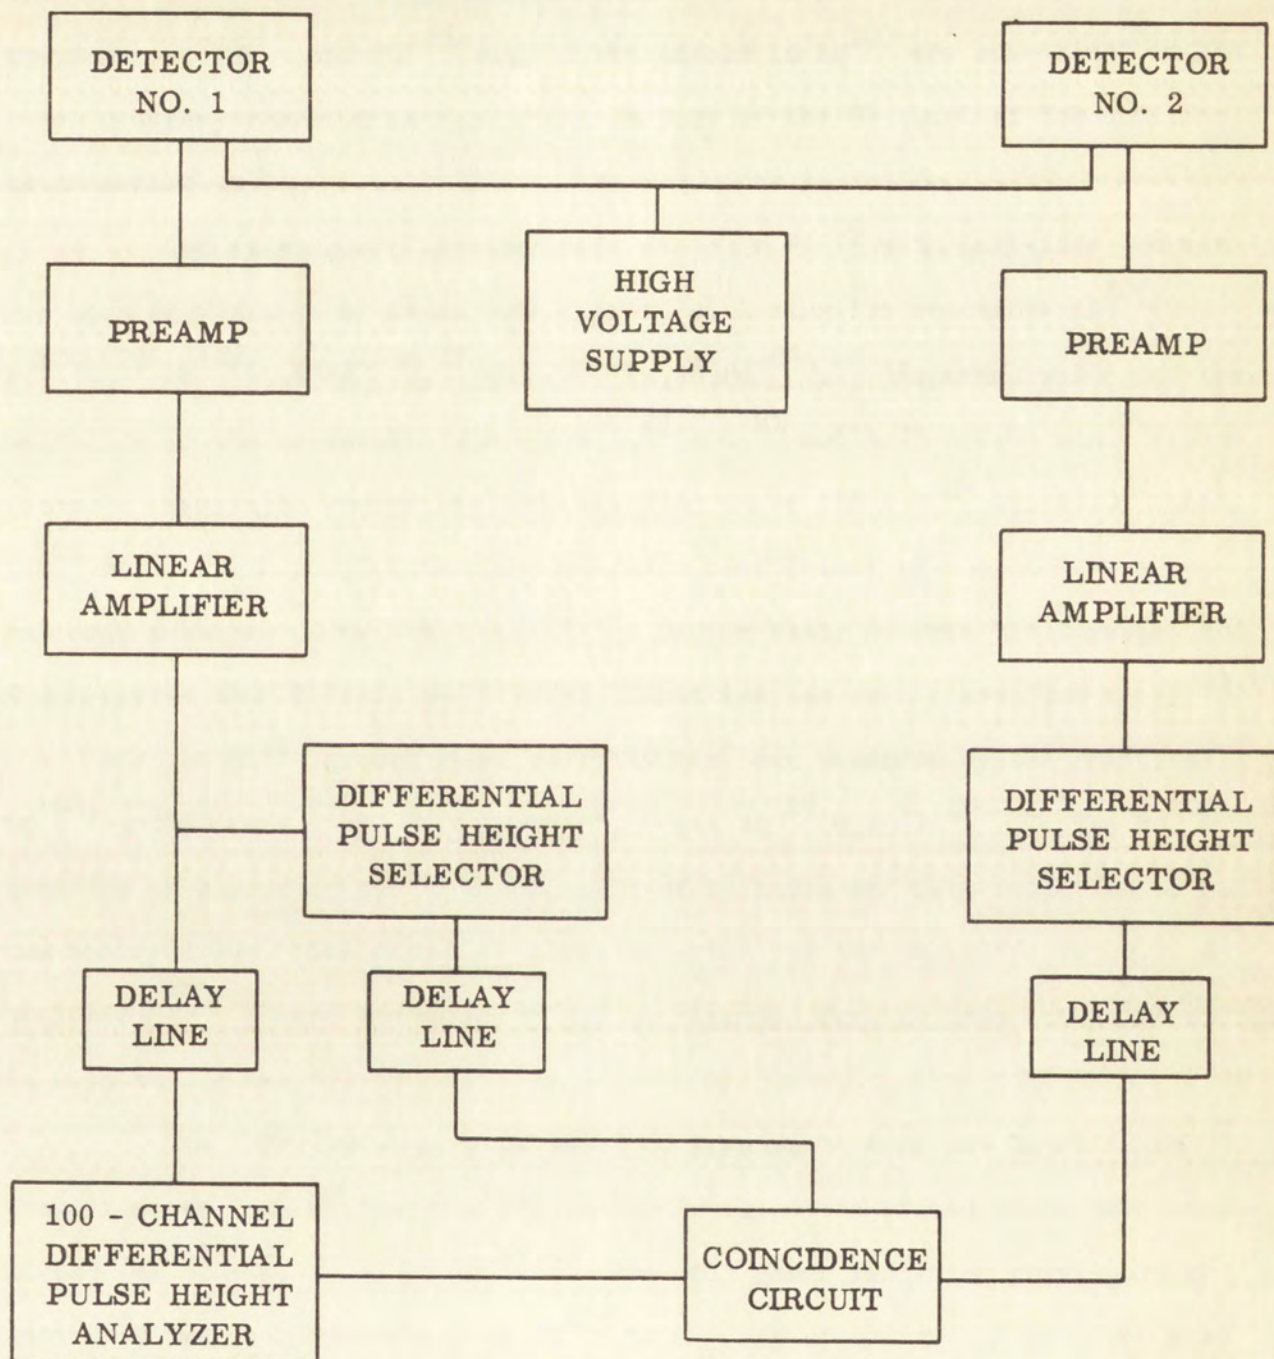 DETECTOR
NO. 1
DETECTOR
NO. 2
HIGH
VOLTAGE
SUPPLY
PREAMP
PREAMP
LINEAR
AMPLIFIER
LINEAR
AMPLIFIER
DIFFERENTIAL
PULSE HEIGHT
SELECTOR
DIFFERENTIAL
PULSE HEIGHT
SELECTOR
DELAY
LINE
DELAY
LINE
DELAY
LINE
100 - CHANNEL
DIFFERENTIAL
PULSE HEIGHT
ANALYZER
COINCIDENCE
CIRCUIT